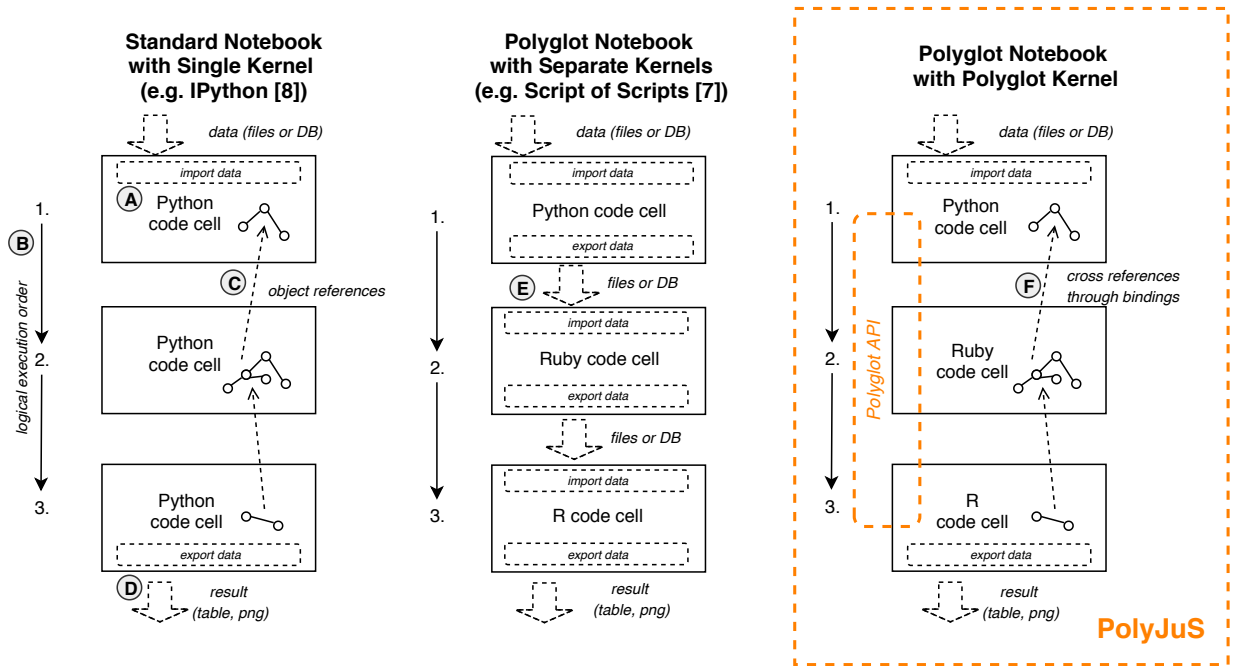 Standard Notebook
with Single Kernel
(e.g. IPython [8])
data (files or DB)
import data
A
Python
code cell
1.
B
logical execution order
C
object references
Python
code cell
2.
Python
code cell
3.
export data
D
result
(table, png)
Polyglot Notebook
with Separate Kernels
(e.g. Script of Scripts [7])
data (files or DB)
import data
1.
Python code cell
export data
E
files or DB
import data
2.
Ruby code cell
export data
files or DB
import data
3.
R code cell
export data
result
(table, png)
Polyglot Notebook
with Polyglot Kernel
data (files or DB)
import data
1.
Python
code cell
F
cross references
through bindings
Polyglot API
2.
Ruby
code cell
3.
R
code cell
export data
result
(table, png)
PolyJuS